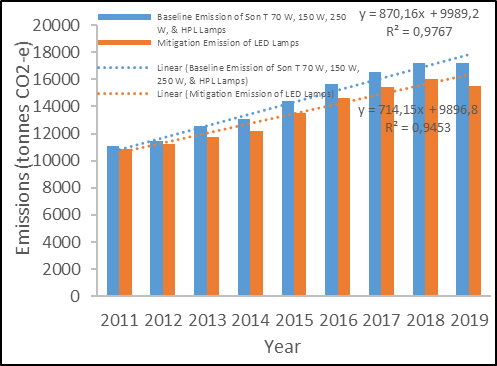 Baseline Emission of Son T 70 W, 150 W, 250
W, & HPL Lamps
Mitigation Emission of LED Lamps
Linear (Baseline Emission of Son T 70 W, 150 W,
250 W, & HPL Lamps)
Linear (Mitigation Emission of LED Lamps)
y = 870,16x + 9989,2
R² = 0,9767
y = 714,15x + 9896,8
R² = 0,9453
Emissions (tonnes CO2-e)
20000
18000
16000
14000
12000
10000
8000
6000
4000
2000
0
2011 2012 2013 2014 2015 2016 2017 2018 2019
Year